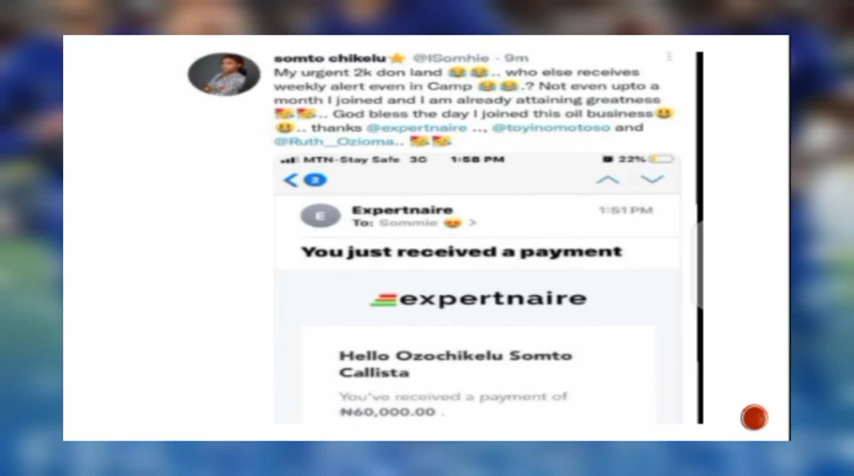 somto chikelu⭐ @ISomhie · 9m
My urgent 2k don land 😂😂.. who else receives
weekly alert even in Camp 😂😂.? Not even upto a
month I joined and I am already attaining greatness
🥳🥳.. God bless the day I joined this oil business😃
😃.. thanks @expertnaire .., @toyinomotoso and
@Ruth_Ozioma.. 🥳🥳
MTN-Stay Safe 3G 1:58 PM 22%
2
E Expertnaire 1:51 PM
To: Sommie 😍 >
You just received a payment
expertnaire
Hello Ozochikelu Somto
Callista
You've received a payment of
₦60,000.00 .